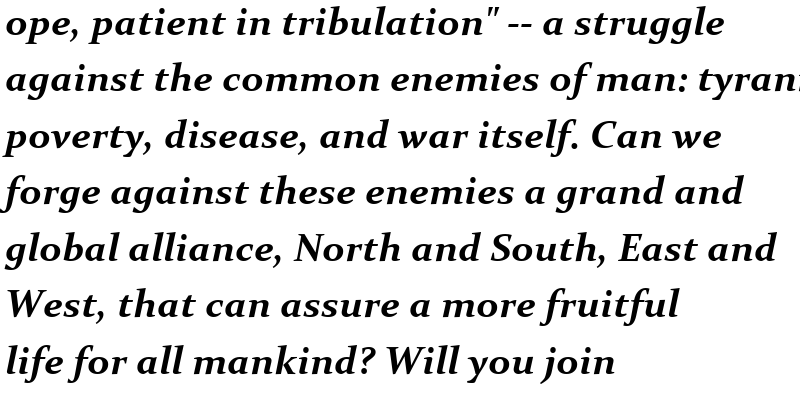 ope, patient in tribulation" -- a struggle
against the common enemies of man:
poverty, disease, and war itself. Can we
forge against these enemies a grand and
global alliance, North and South, East and
West, that can assure a more fruitful
life for all mankind? Will you join